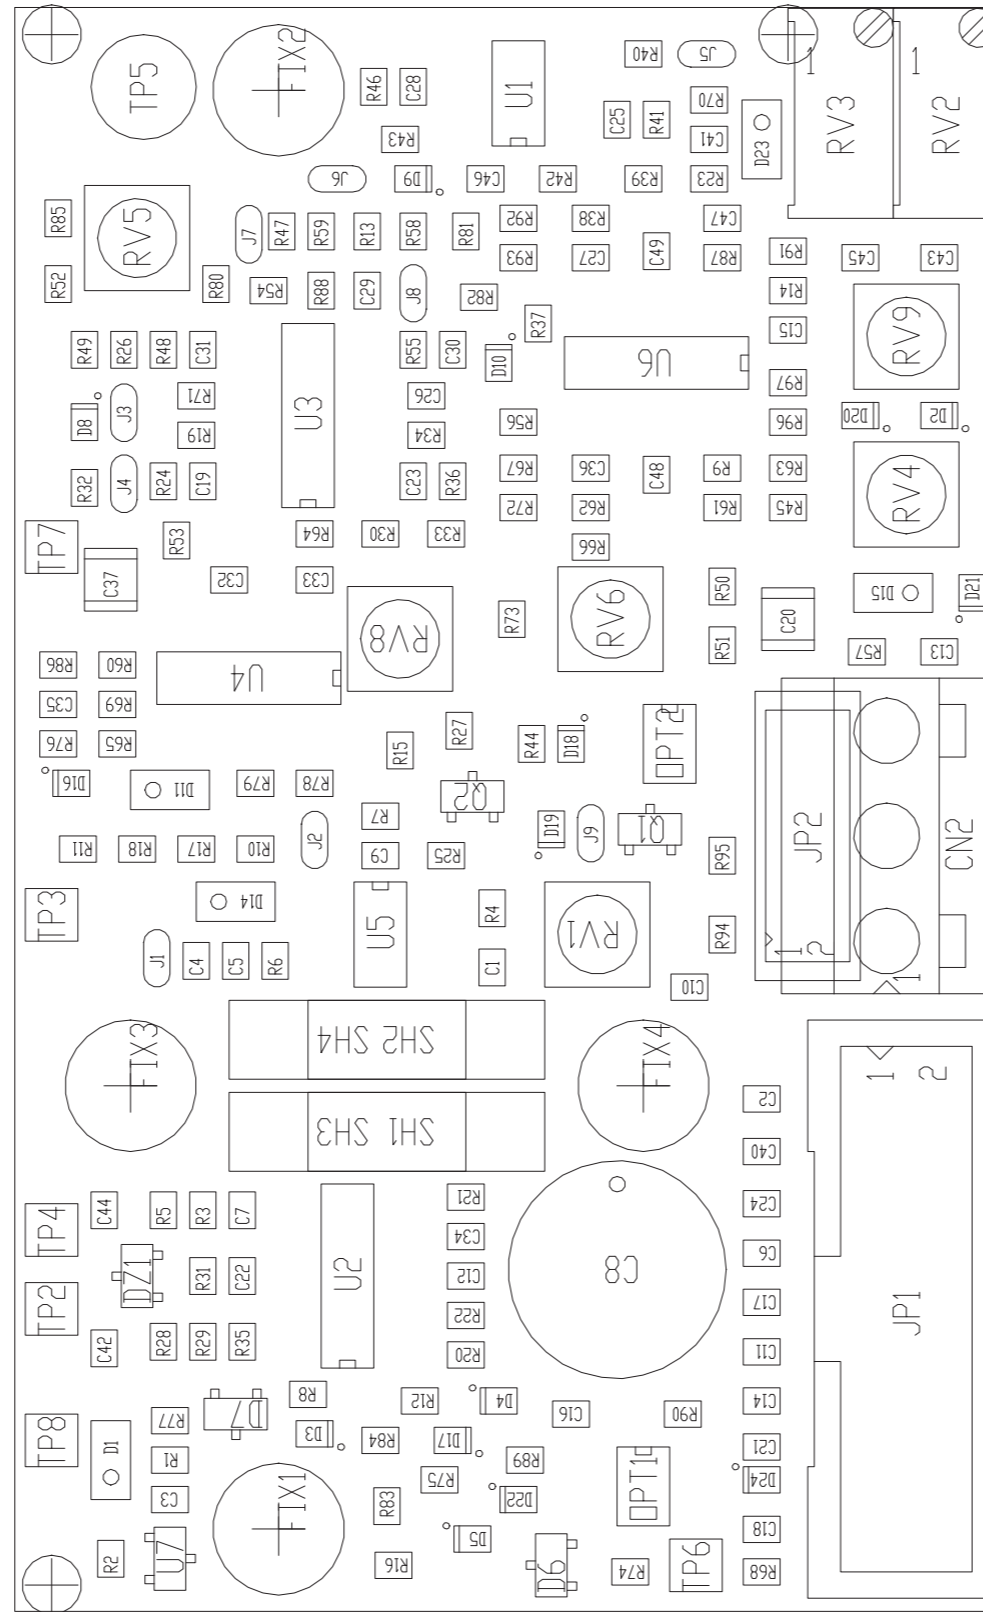 FIX2
TP5
R46
C28
U1
R40
J5
1
1
RV3
RV2
R70
C25
R41
C41
D23
R43
J6
D9
C46
R42
R39
R23
R85
RV5
J7
R47
R59
R13
R58
R81
R92
R38
C47
R93
C27
C49
R87
R91
C45
C43
R52
R80
R54
R88
C29
J8
R82
R37
R14
C15
RV9
R49
R26
R48
C31
R55
C30
D10
U6
R97
D8
J3
R71
R19
U3
C26
R34
R56
R96
D20
D2
R32
J4
R24
C19
C23
R36
R67
C36
C48
R9
R63
RV4
R72
R62
R61
R45
TP7
R53
R64
R30
R33
R66
C37
C32
C33
RV8
R73
RV6
R50
R51
C20
D15
D21
R57
C13
R86
R60
C35
R69
R76
R65
U4
D16
D11
R79
R78
R15
R27
R44
D18
OPT2
Q2
R7
J2
D19
J9
Q1
JP2
CN2
R11
R18
R17
R10
C9
R25
R95
TP3
D14
U5
R4
RV1
R94
1
2
1
J1
C4
C5
R6
C1
C10
FIX3
SH2 SH4
FIX4
1
2
SH1 SH3
C2
C40
C24
C6
C17
C11
C14
C21
D24
C18
R68
JP1
TP4
C44
R5
R3
C7
U2
R21
C34
C12
R22
R20
C8
DZ1
R31
C22
TP2
C42
R28
R29
R35
R8
R12
D4
C16
R90
TP8
D1
R77
R1
C3
D7
D3
R84
D17
R89
OPT1
R75
D22
FIX1
R83
D5
R2
U7
R16
D6
R74
TP6